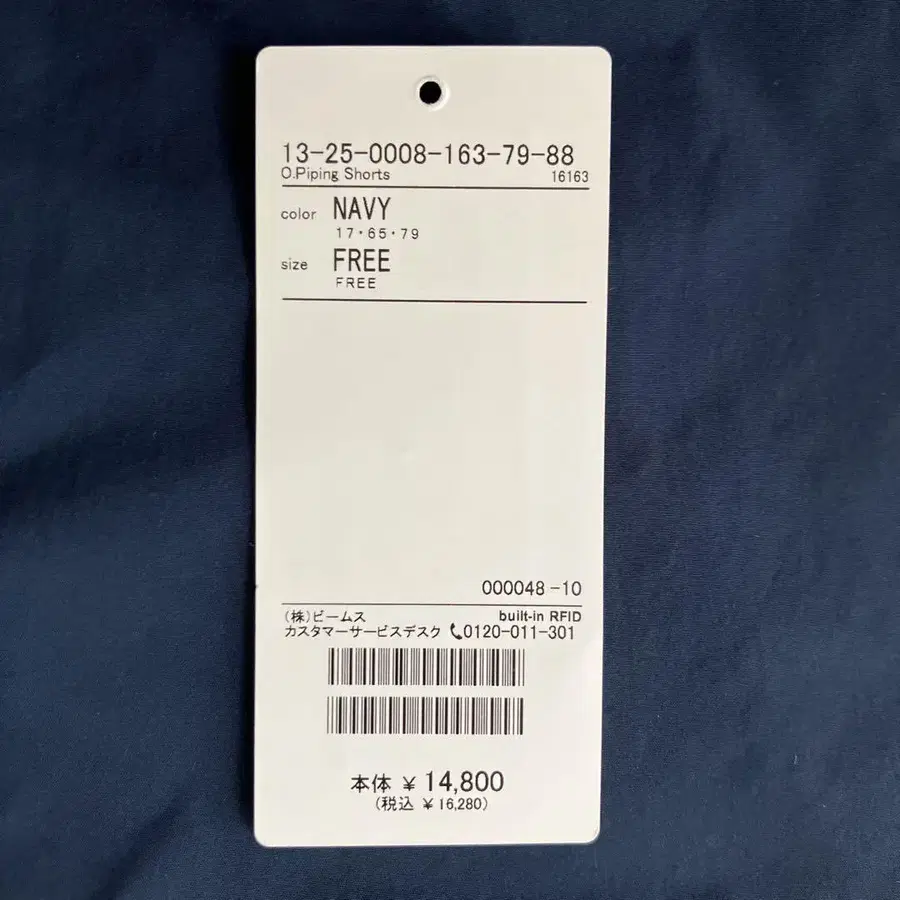 13-25-0008-163-79-88
O.Piping Shorts 16163
color NAVY
17・65・79
size FREE
FREE
000048-10
(株)ビームス built-in RFID
カスタマーサービスデスク 0120-011-301
本体 ¥ 14,800
(税込 ¥ 16,280)